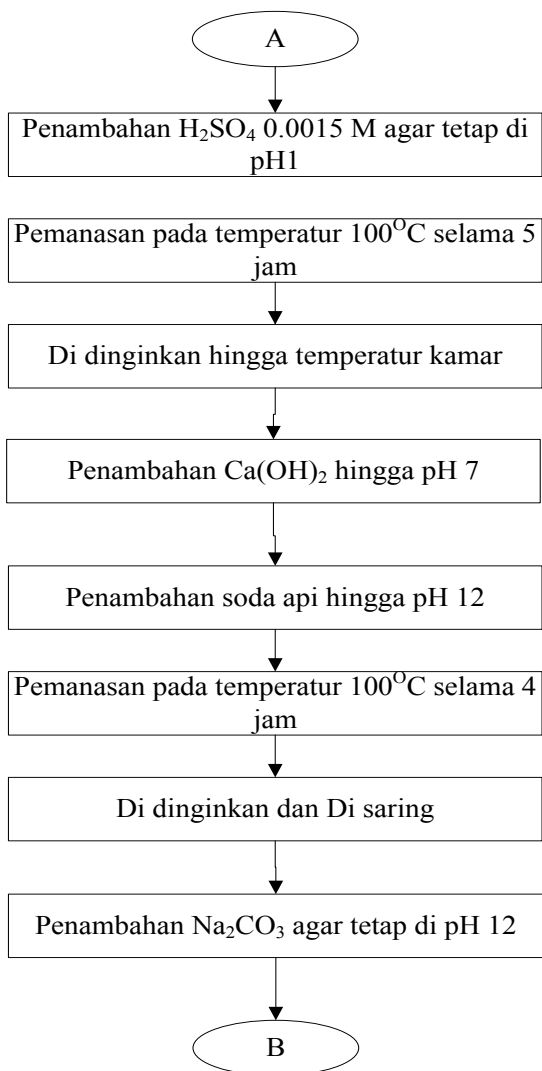 A
Penambahan H₂SO₄ 0.0015 M agar tetap di
pH1
Pemanasan pada temperatur 100ᴼC selama 5
jam
Di dinginkan hingga temperatur kamar
Penambahan Ca(OH)₂ hingga pH 7
Penambahan soda api hingga pH 12
Pemanasan pada temperatur 100ᴼC selama 4
jam
Di dinginkan dan Di saring
Penambahan Na₂CO₃ agar tetap di pH 12
B